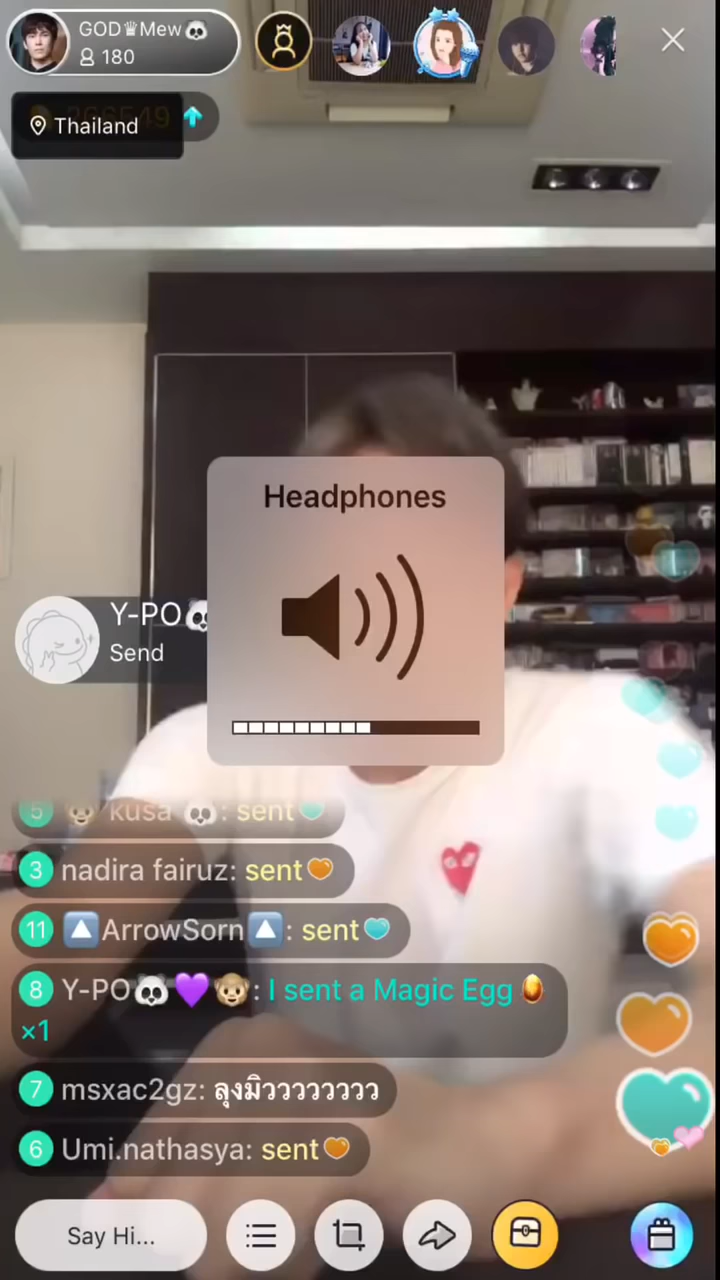 GOD♛Mew🐼
180
Thailand
Headphones
Y-PO🐼
Send
5 🐵 kusa 🐼: sent
3 nadira fairuz: sent🧡
11 🔼ArrowSorn🔼: sent
8 Y-PO🐼💜🐵: I sent a Magic Egg
×1
7 msxac2gz: ลุงมิววววววววว
6 Umi.nathasya: sent🧡
Say Hi...